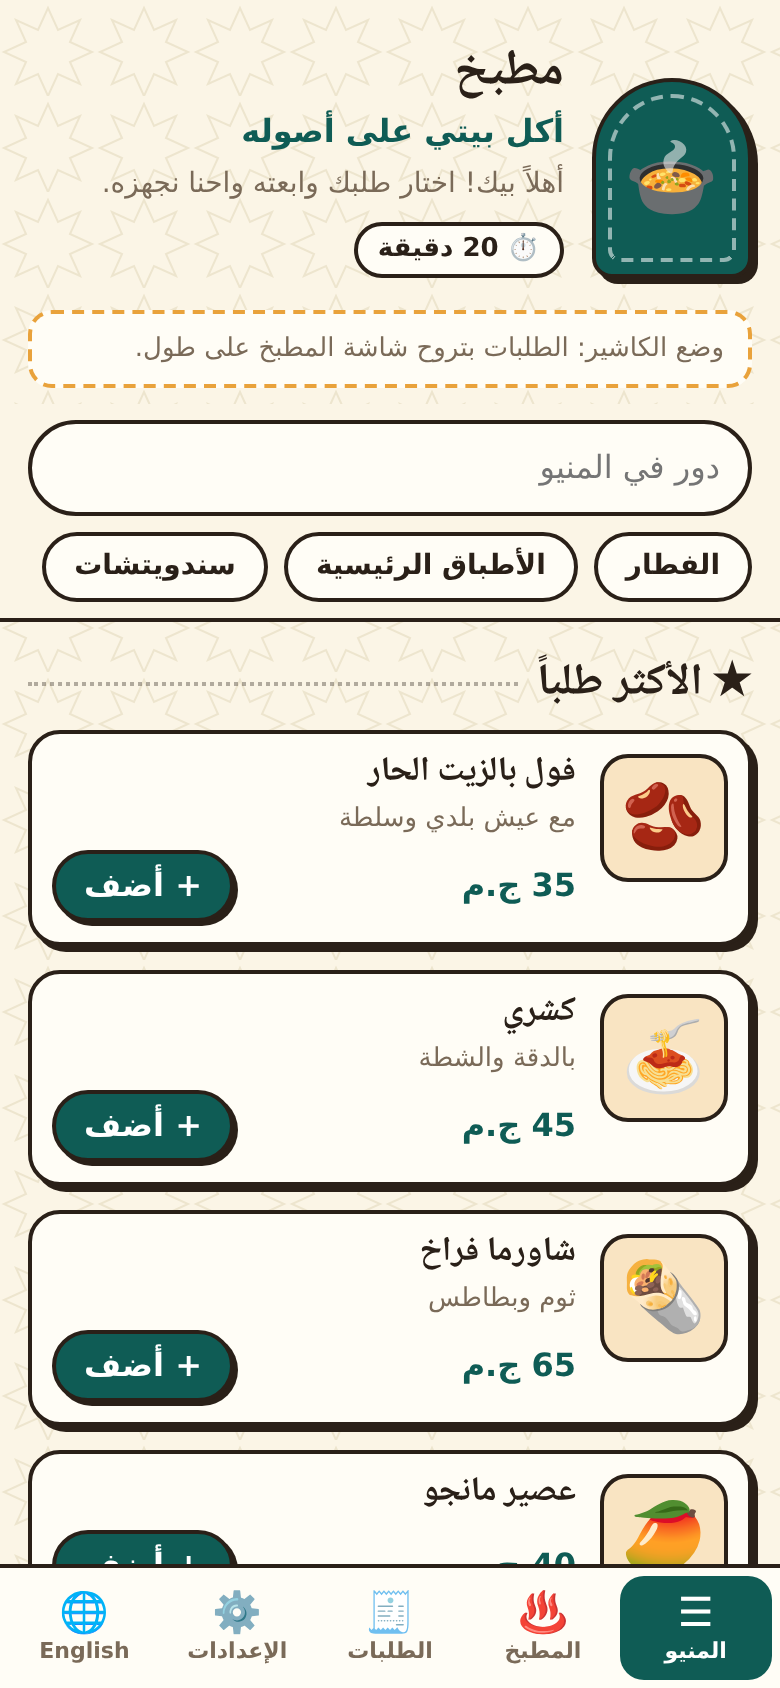 مطبخ
أكل بيتي على أصوله
أهلاً بيك! اختار طلبك وابعته واحنا نجهزه.
20 دقيقة
وضع الكاشير: الطلبات بتروح شاشة المطبخ على طول.
دور في المنيو
الفطار
الأطباق الرئيسية
سندويتشات
★ الأكثر طلباً
فول بالزيت الحار
مع عيش بلدي وسلطة
35 ج.م
+ أضف
كشري
بالدقة والشطة
45 ج.م
+ أضف
شاورما فراخ
ثوم وبطاطس
65 ج.م
+ أضف
عصير مانجو
المنيو
المطبخ
الطلبات
الإعدادات
English